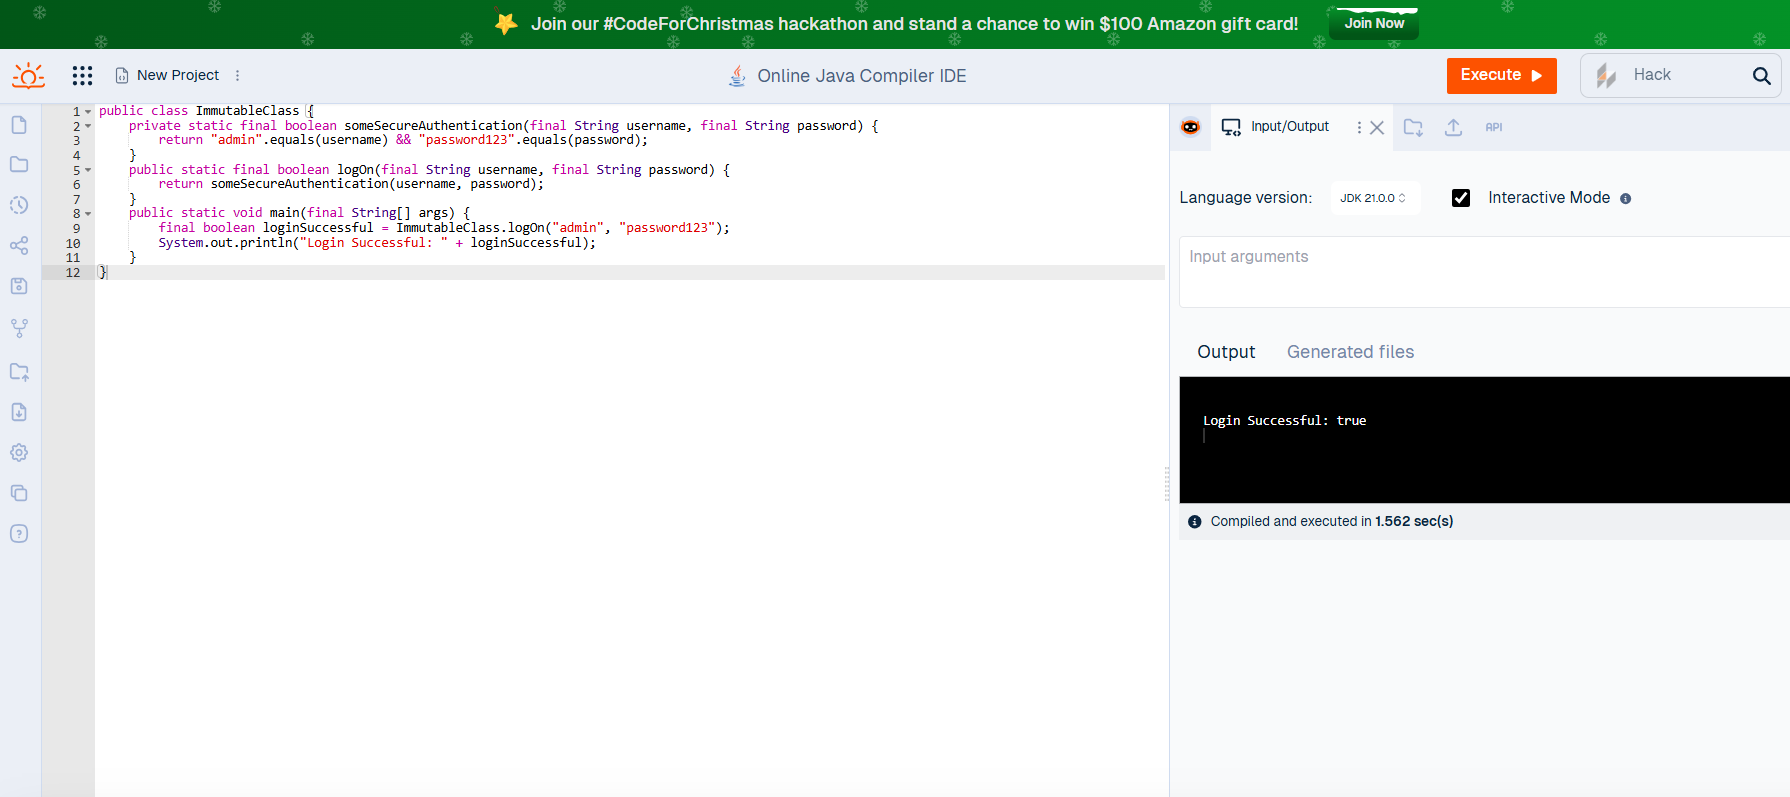 Join our #CodeForChristmas hackathon and stand a chance to win $100 Amazon gift card!
Join Now
New Project
Online Java Compiler IDE
Execute
Hack
1 public class ImmutableClass {
2 private static final boolean someSecureAuthentication(final String username, final String password) {
3 return "admin".equals(username) && "password123".equals(password);
4 }
5 public static final boolean logOn(final String username, final String password) {
6 return someSecureAuthentication(username, password);
7 }
8 public static void main(final String[] args) {
9 final boolean loginSuccessful = ImmutableClass.logOn("admin", "password123");
10 System.out.println("Login Successful: " + loginSuccessful);
11 }
12 }
Input/Output
API
Language version:
JDK 21.0.0
Interactive Mode
Input arguments
Output
Generated files
Login Successful: true
Compiled and executed in 1.562 sec(s)